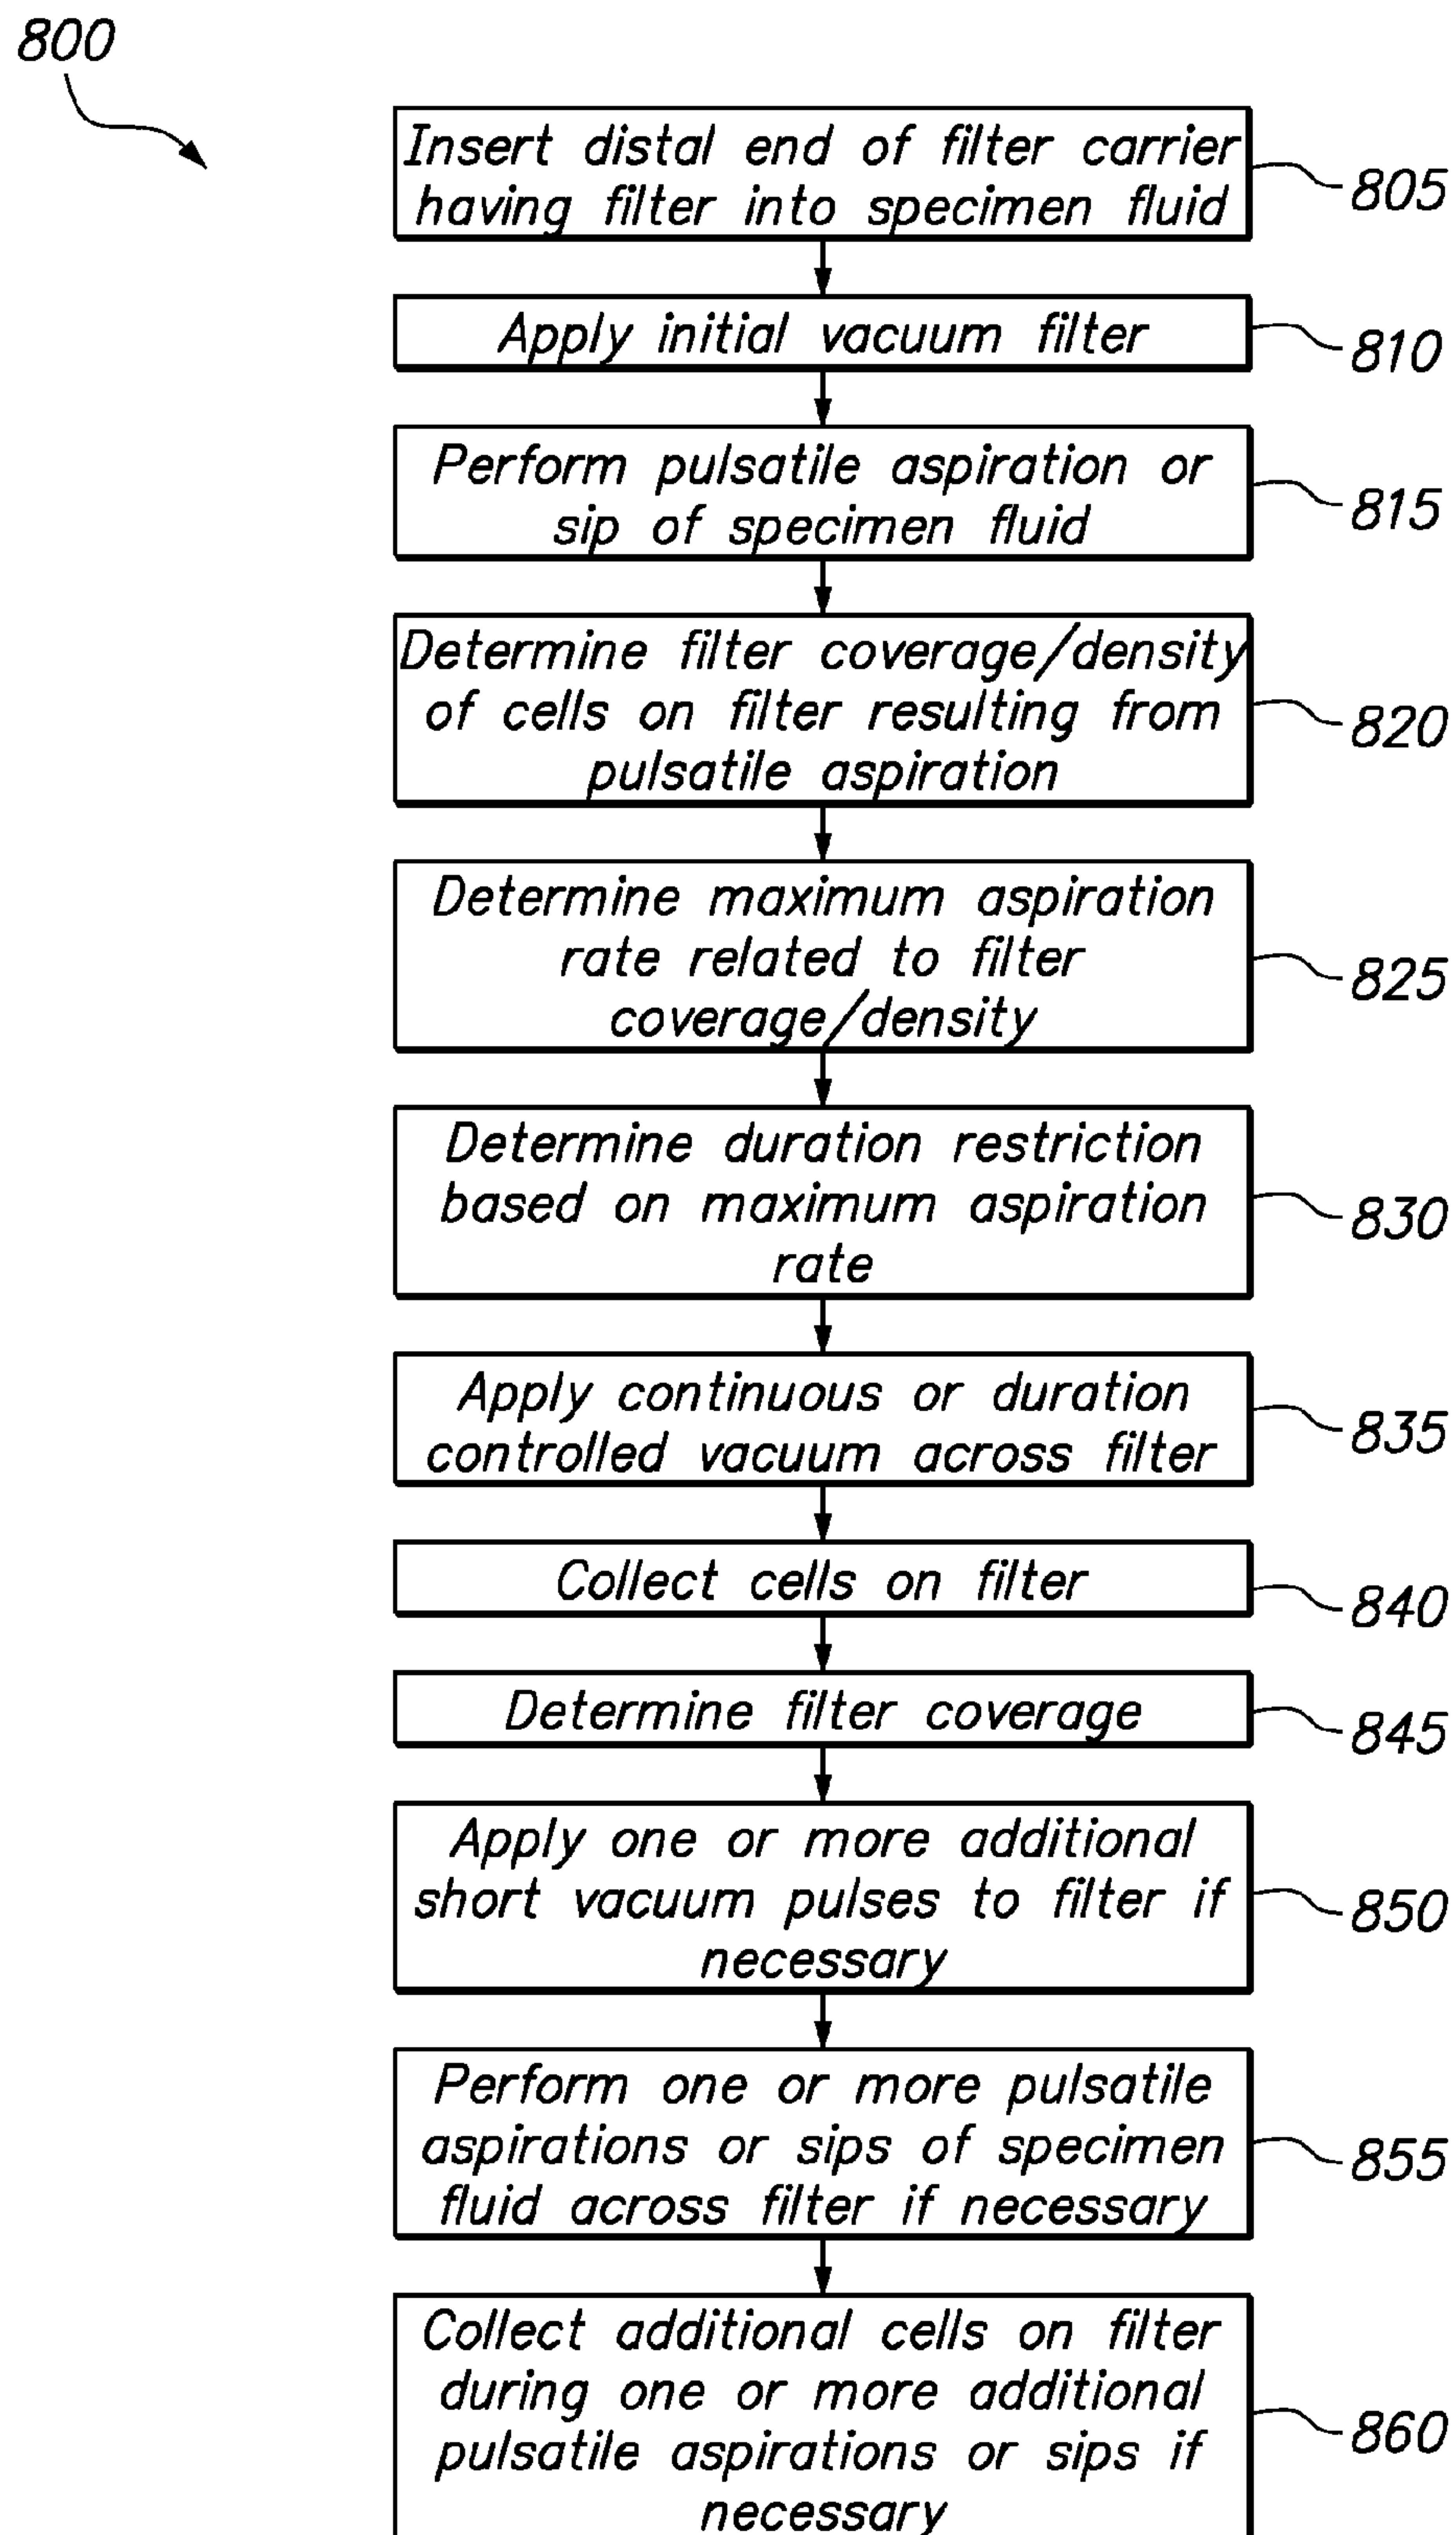 800
Insert distal end of filter carrier
having filter into specimen fluid
805
Apply initial vacuum filter
810
Perform pulsatile aspiration or
sip of specimen fluid
815
Determine filter coverage/density
of cells on filter resulting from
pulsatile aspiration
820
Determine maximum aspiration
rate related to filter
coverage/density
825
Determine duration restriction
based on maximum aspiration
rate
830
Apply continuous or duration
controlled vacuum across filter
835
Collect cells on filter
840
Determine filter coverage
845
Apply one or more additional
short vacuum pulses to filter if
necessary
850
Perform one or more pulsatile
aspirations or sips of specimen
fluid across filter if necessary
855
Collect additional cells on filter
during one or more additional
pulsatile aspirations or sips if
necessary
860